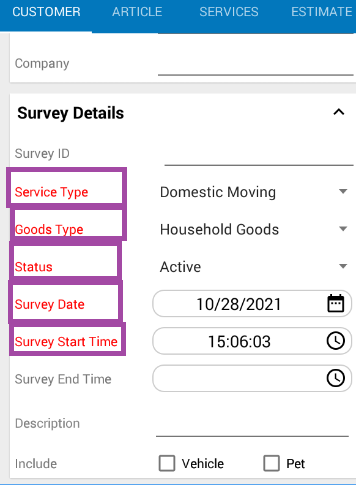 CUSTOMER ARTICLE SERVICES ESTIMATE
Company
Survey Details
Survey ID
Service Type Domestic Moving
Goods Type Household Goods
Status Active
Survey Date 10/28/2021
Survey Start Time 15:06:03
Survey End Time
Description
Include Vehicle Pet